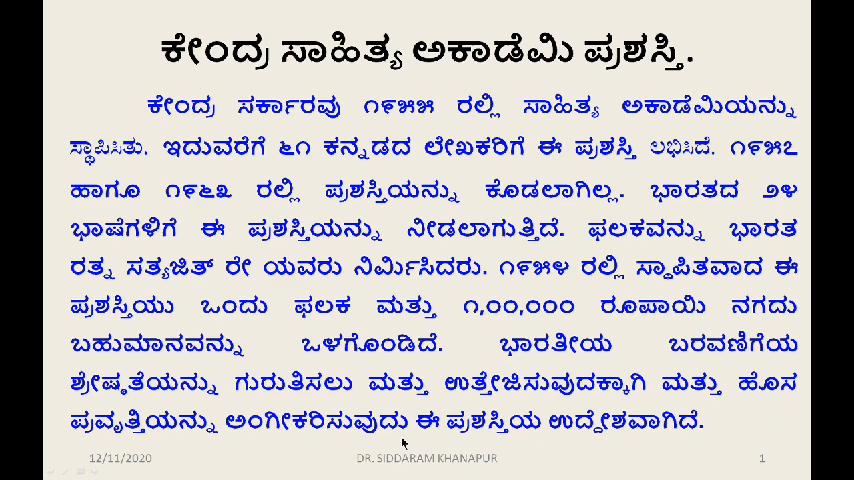 ಕೇಂದ್ರ ಸಾಹಿತ್ಯ ಅಕಾಡೆಮಿ ಪ್ರಶಸ್ತಿ.
ಕೇಂದ್ರ ಸರ್ಕಾರವು ೧೯೫೫ ರಲ್ಲಿ ಸಾಹಿತ್ಯ ಅಕಾಡೆಮಿಯನ್ನು
ಸ್ಥಾಪಿಸಿತು. ಇದುವರೆಗೆ ೬೧ ಕನ್ನಡದ ಲೇಖಕರಿಗೆ ಈ ಪ್ರಶಸ್ತಿ ಲಭಿಸಿದೆ. ೧೯೫೭
ಹಾಗೂ ೧೯೬೩ ರಲ್ಲಿ ಪ್ರಶಸ್ತಿಯನ್ನು ಕೊಡಲಾಗಿಲ್ಲ. ಭಾರತದ ೨೪
ಭಾಷೆಗಳಿಗೆ ಈ ಪ್ರಶಸ್ತಿಯನ್ನು ನೀಡಲಾಗುತ್ತಿದೆ. ಫಲಕವನ್ನು ಭಾರತ
ರತ್ನ ಸತ್ಯಜಿತ್ ರೇ ಯವರು ನಿರ್ಮಿಸಿದರು. ೧೯೫೪ ರಲ್ಲಿ ಸ್ಥಾಪಿತವಾದ ಈ
ಪ್ರಶಸ್ತಿಯು ಒಂದು ಫಲಕ ಮತ್ತು ೧,೦೦,೦೦೦ ರೂಪಾಯಿ ನಗದು
ಬಹುಮಾನವನ್ನು ಒಳಗೊಂಡಿದೆ. ಭಾರತೀಯ ಬರವಣಿಗೆಯ
ಶ್ರೇಷ್ಠತೆಯನ್ನು ಗುರುತಿಸಲು ಮತ್ತು ಉತ್ತೇಜಿಸುವುದಕ್ಕಾಗಿ ಮತ್ತು ಹೊಸ
ಪ್ರವೃತ್ತಿಯನ್ನು ಅಂಗೀಕರಿಸುವುದು ಈ ಪ್ರಶಸ್ತಿಯ ಉದ್ದೇಶವಾಗಿದೆ.
12/11/2020 DR. SIDDARAM KHANAPUR 1